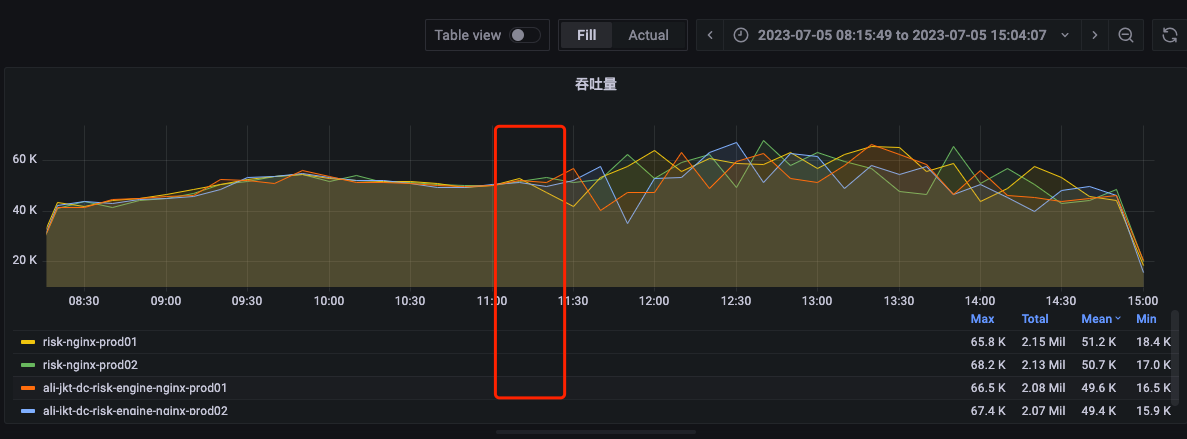 Table view Fill Actual 2023-07-05 08:15:49 to 2023-07-05 15:04:07
吞吐量
60 K
40 K
20 K
08:30 09:00 09:30 10:00 10:30 11:00 11:30 12:00 12:30 13:00 13:30 14:00 14:30 15:00
Max Total Mean Min
risk-nginx-prod01 65.8 K 2.15 Mil 51.2 K 18.4 K
risk-nginx-prod02 68.2 K 2.13 Mil 50.7 K 17.0 K
ali-jkt-dc-risk-engine-nginx-prod01 66.5 K 2.08 Mil 49.6 K 16.5 K
ali-jkt-dc-risk-engine-nginx-prod02 67.4 K 2.07 Mil 49.4 K 15.9 K